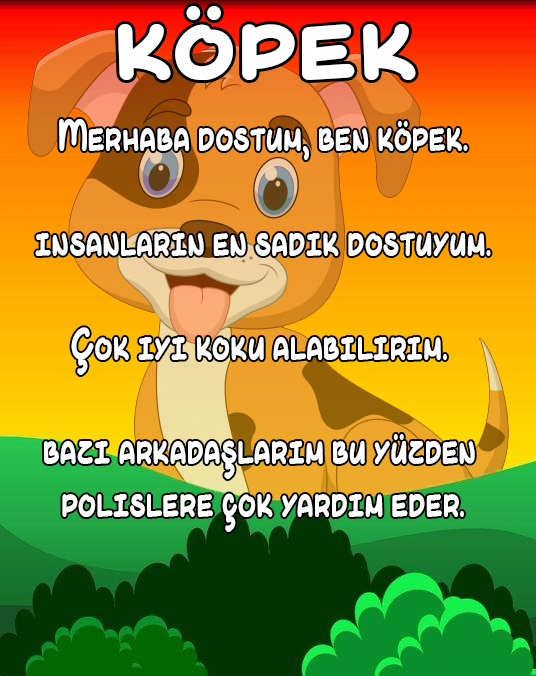 KÖPEK
Merhaba dostum, ben köpek.
insanların en sadık dostuyum.
Çok iyi koku alabilirim.
bazı arkadaşlarım bu yüzden
polislere çok yardım eder.